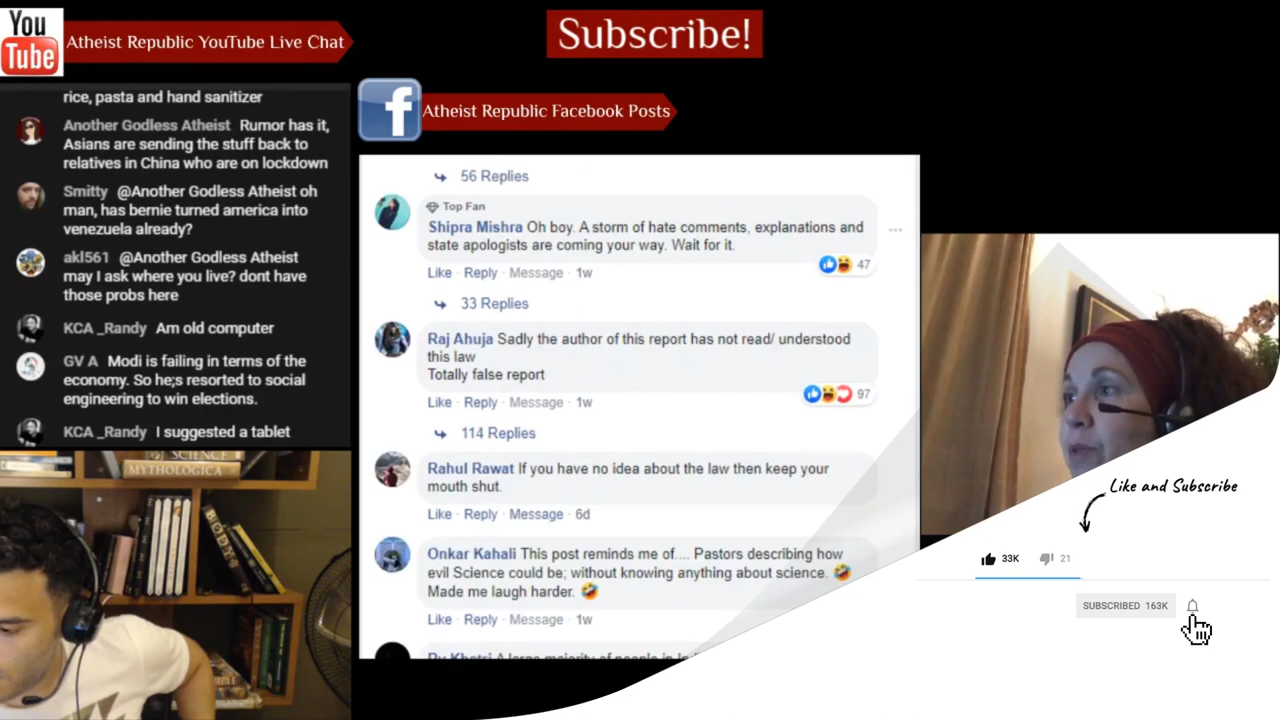 You
Tube
Atheist Republic YouTube Live Chat
Subscribe!
rice, pasta and hand sanitizer
Another Godless Atheist Rumor has it,
Asians are sending the stuff back to
relatives in China who are on lockdown
Smitty @Another Godless Atheist oh
man, has bernie turned america into
venezuela already?
akl561 @Another Godless Atheist
may I ask where you live? dont have
those probs here
KCA _Randy Am old computer
GV A Modi is failing in terms of the
economy. So he;s resorted to social
engineering to win elections.
KCA _Randy I suggested a tablet
f
Atheist Republic Facebook Posts
56 Replies
Top Fan
Shipra Mishra Oh boy. A storm of hate comments, explanations and
state apologists are coming your way. Wait for it.
Like · Reply · Message · 1w
47
33 Replies
Raj Ahuja Sadly the author of this report has not read/ understood
this law
Totally false report
Like · Reply · Message · 1w
97
114 Replies
Rahul Rawat If you have no idea about the law then keep your
mouth shut.
Like · Reply · Message · 6d
Onkar Kahali This post reminds me of.... Pastors describing how
evil Science could be; without knowing anything about science. 🤣
Made me laugh harder. 🤣
Like · Reply · Message · 1w
Khatri A large majority of people in
SCIENCE
MYTHOLOGICA
BODY
Like and Subscribe
33K
21
SUBSCRIBED 163K